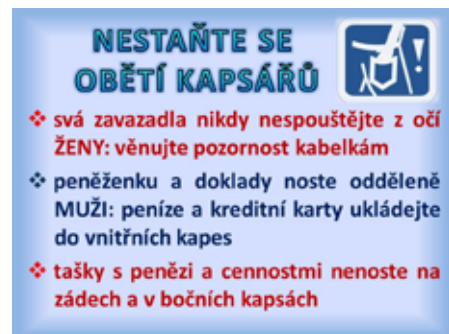 NESTAŇTE SE
OBĚTÍ KAPSÁŘŮ
❖ svá zavazadla nikdy nespouštějte z očí
ŽENY: věnujte pozornost kabelkám
❖ peněženku a doklady noste odděleně
MUŽI: peníze a kreditní karty ukládejte
do vnitřních kapes
❖ tašky s penězi a cennostmi nenoste na
zádech a v bočních kapsách